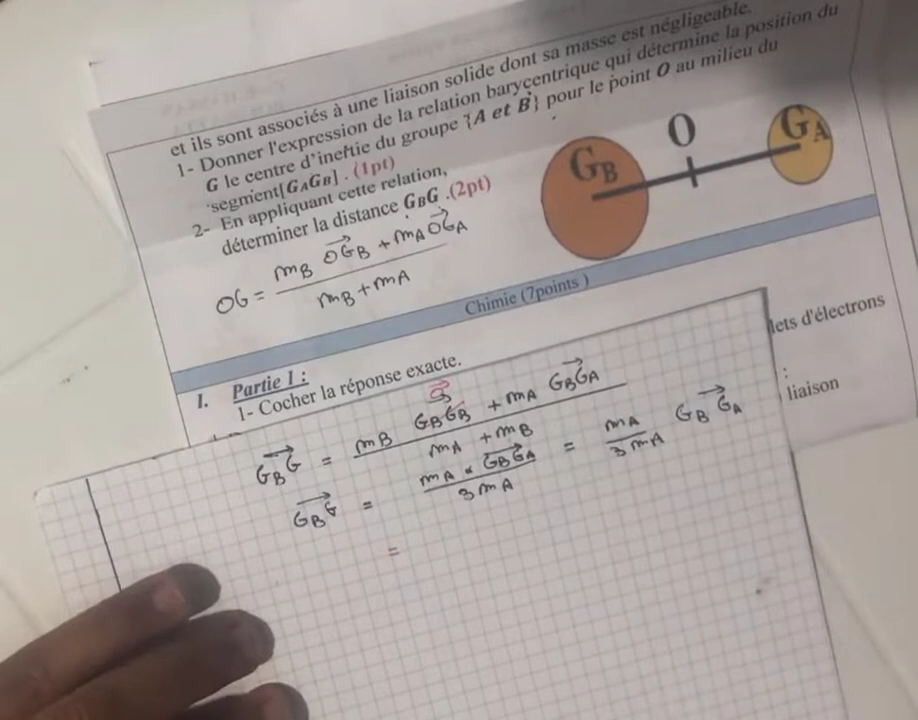 et ils sont associés à une liaison solide dont sa masse est négligeable.
1- Donner l'expression de la relation barycentrique qui détermine la position du
G le centre d'inertie du groupe {A et B} pour le point O au milieu du
segment[GAGB] . (1pt)
2- En appliquant cette relation,
déterminer la distance GBG .(2pt)
GB O GA
OG = (mB OGB + mA OGA) / (mB + mA)
Chimie (7points )
lets d'électrons
I. Partie I :
1- Cocher la réponse exacte.
:
liaison
GBG = (mB GBGB + mA GBGA) / (mA + mB)
GBG = (mA × GBGA) / 3mA = mA / 3mA GBGA
=